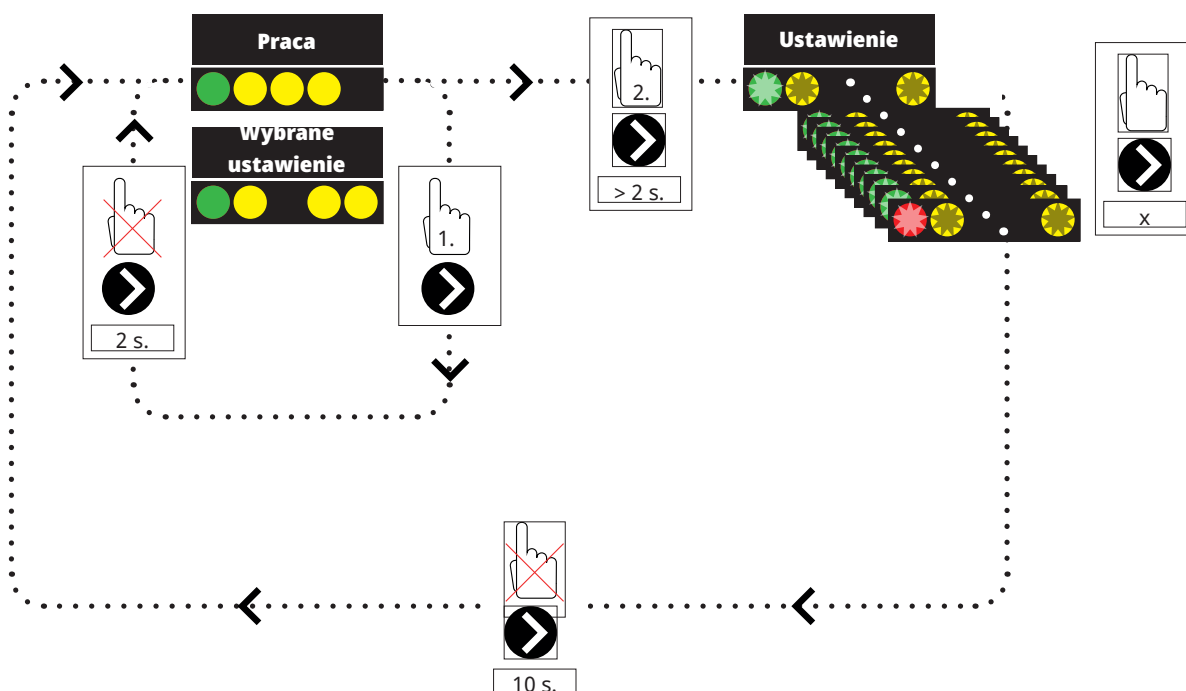 Praca
Wybrane
ustawienie
2 s.
1.
2.
> 2 s.
Ustawienie
x
10 s.